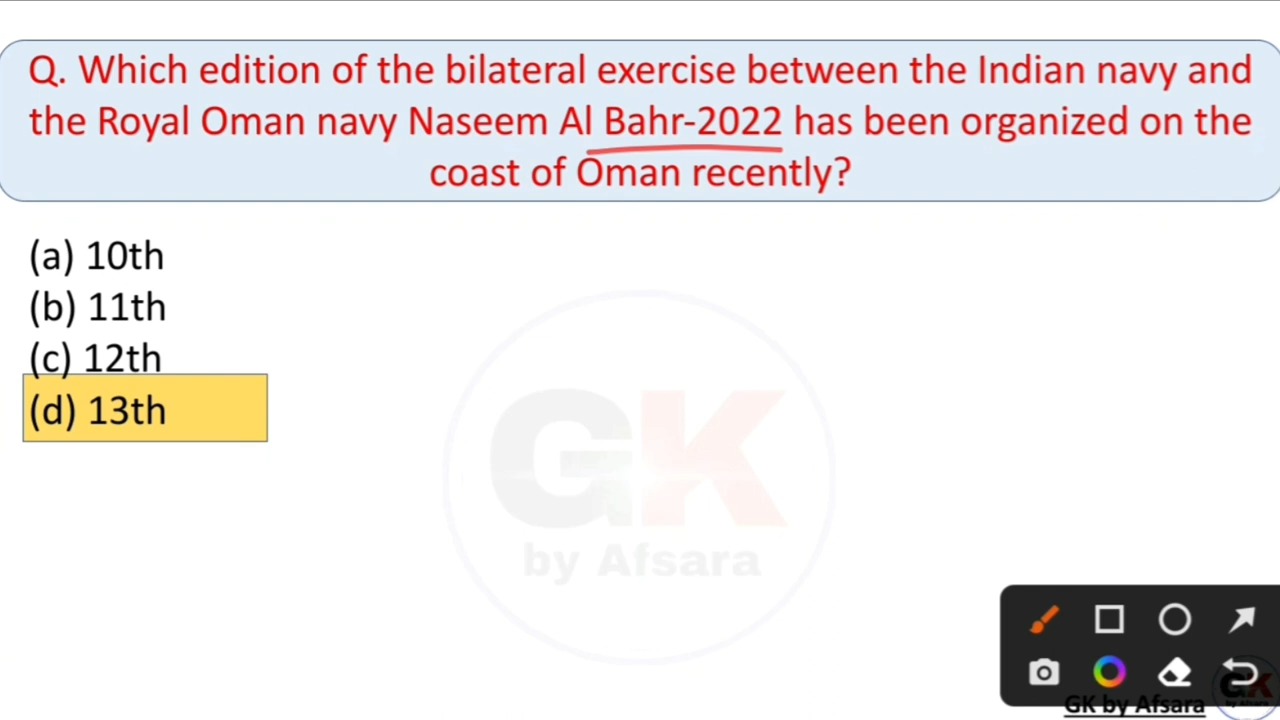 Q. Which edition of the bilateral exercise between the Indian navy and
the Royal Oman navy Naseem Al Bahr-2022 has been organized on the
coast of Oman recently?
(a) 10th
(b) 11th
(c) 12th
(d) 13th
GK
by Afsara
GK
GK by Afsara